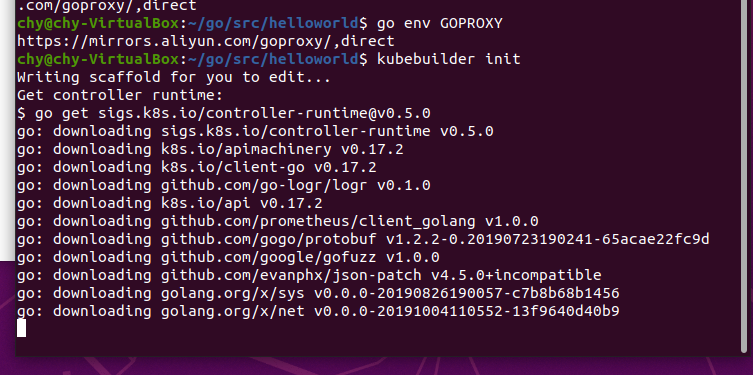 .com/goproxy/,direct
chy@chy-VirtualBox:~/go/src/helloworld$ go env GOPROXY
https://mirrors.aliyun.com/goproxy/,direct
chy@chy-VirtualBox:~/go/src/helloworld$ kubebuilder init
Writing scaffold for you to edit...
Get controller runtime:
$ go get sigs.k8s.io/controller-runtime@v0.5.0
go: downloading sigs.k8s.io/controller-runtime v0.5.0
go: downloading k8s.io/apimachinery v0.17.2
go: downloading k8s.io/client-go v0.17.2
go: downloading github.com/go-logr/logr v0.1.0
go: downloading k8s.io/api v0.17.2
go: downloading github.com/prometheus/client_golang v1.0.0
go: downloading github.com/gogo/protobuf v1.2.2-0.20190723190241-65acae22fc9d
go: downloading github.com/google/gofuzz v1.0.0
go: downloading github.com/evanphx/json-patch v4.5.0+incompatible
go: downloading golang.org/x/sys v0.0.0-20190826190057-c7b8b68b1456
go: downloading golang.org/x/net v0.0.0-20191004110552-13f9640d40b9